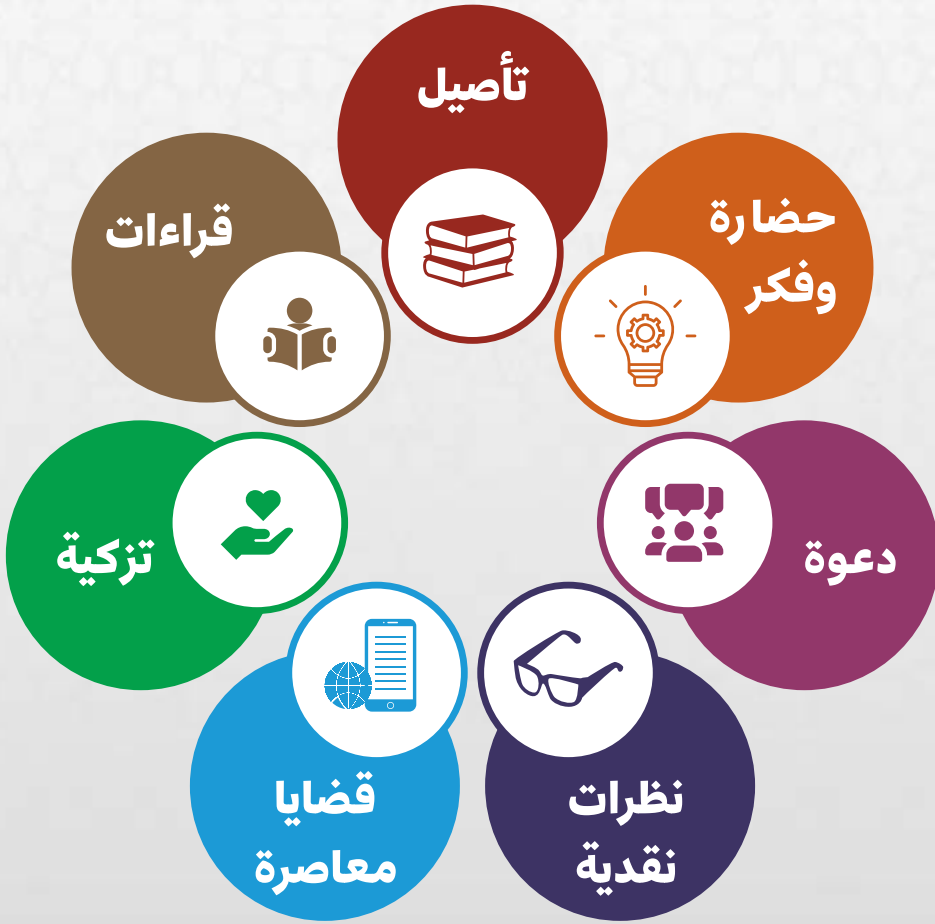 تأصيل
حضارة
وفكر
دعوة
نظرات
نقدية
قضايا
معاصرة
تزكية
قراءات